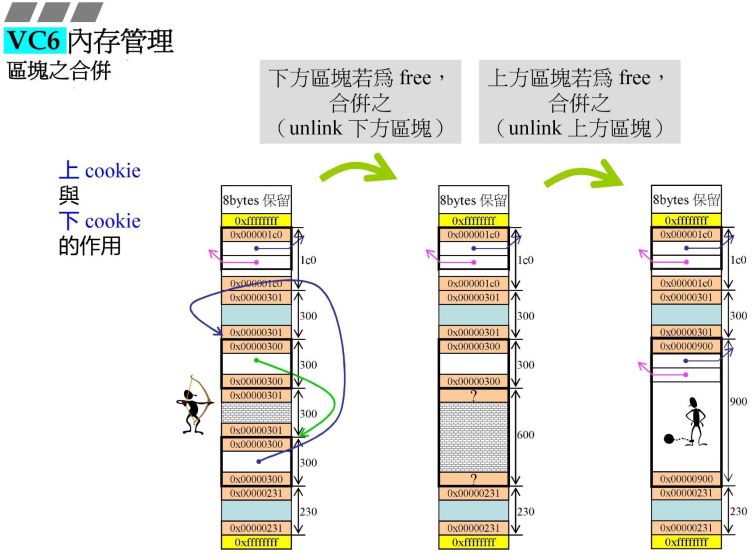 VC6 內存管理
區塊之合併
下方區塊若為 free，
合併之
（unlink 下方區塊）
上方區塊若為 free，
合併之
（unlink 上方區塊）
上 cookie
與
下 cookie
的作用
8bytes 保留
0xffffffff
0x000001c0
1c0
0x000001c0
0x00000301
300
0x00000301
0x00000300
300
0x00000300
0x00000301
300
0x00000301
0x00000300
300
0x00000300
0x00000231
230
0x00000231
0xffffffff
8bytes 保留
0xffffffff
0x000001c0
1c0
0x000001c0
0x00000301
300
0x00000301
0x00000300
300
0x00000300
?
600
?
0x00000231
230
0x00000231
0xffffffff
8bytes 保留
0xffffffff
0x000001c0
1c0
0x000001c0
0x00000301
300
0x00000301
0x00000900
900
0x00000900
0x00000231
230
0x00000231
0xffffffff